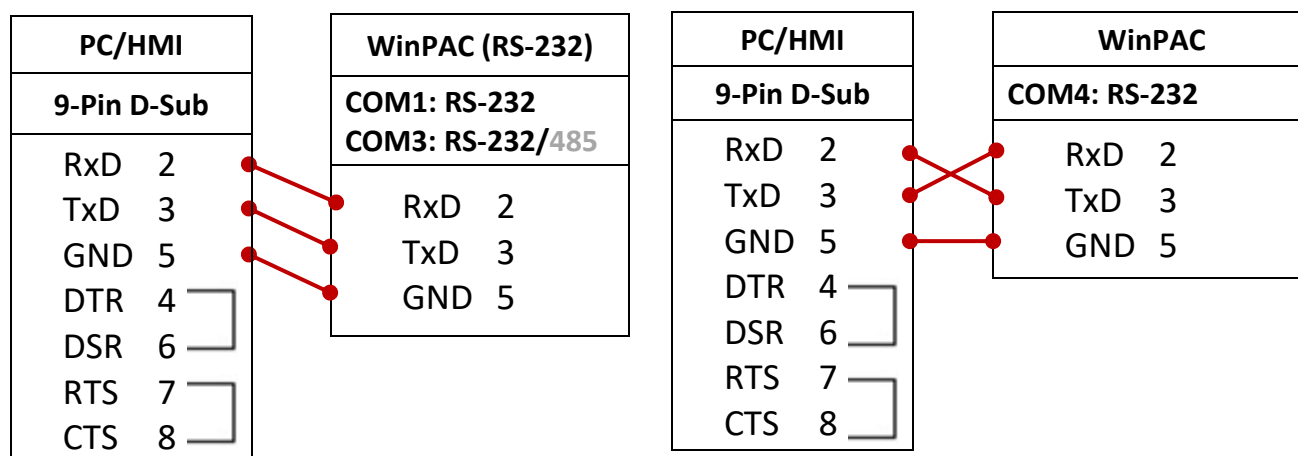 PC/HMI
9-Pin D-Sub
RxD 2
TxD 3
GND 5
DTR 4
DSR 6
RTS 7
CTS 8
WinPAC (RS-232)
COM1: RS-232
COM3: RS-232/485
RxD 2
TxD 3
GND 5
PC/HMI
9-Pin D-Sub
RxD 2
TxD 3
GND 5
DTR 4
DSR 6
RTS 7
CTS 8
WinPAC
COM4: RS-232
RxD 2
TxD 3
GND 5